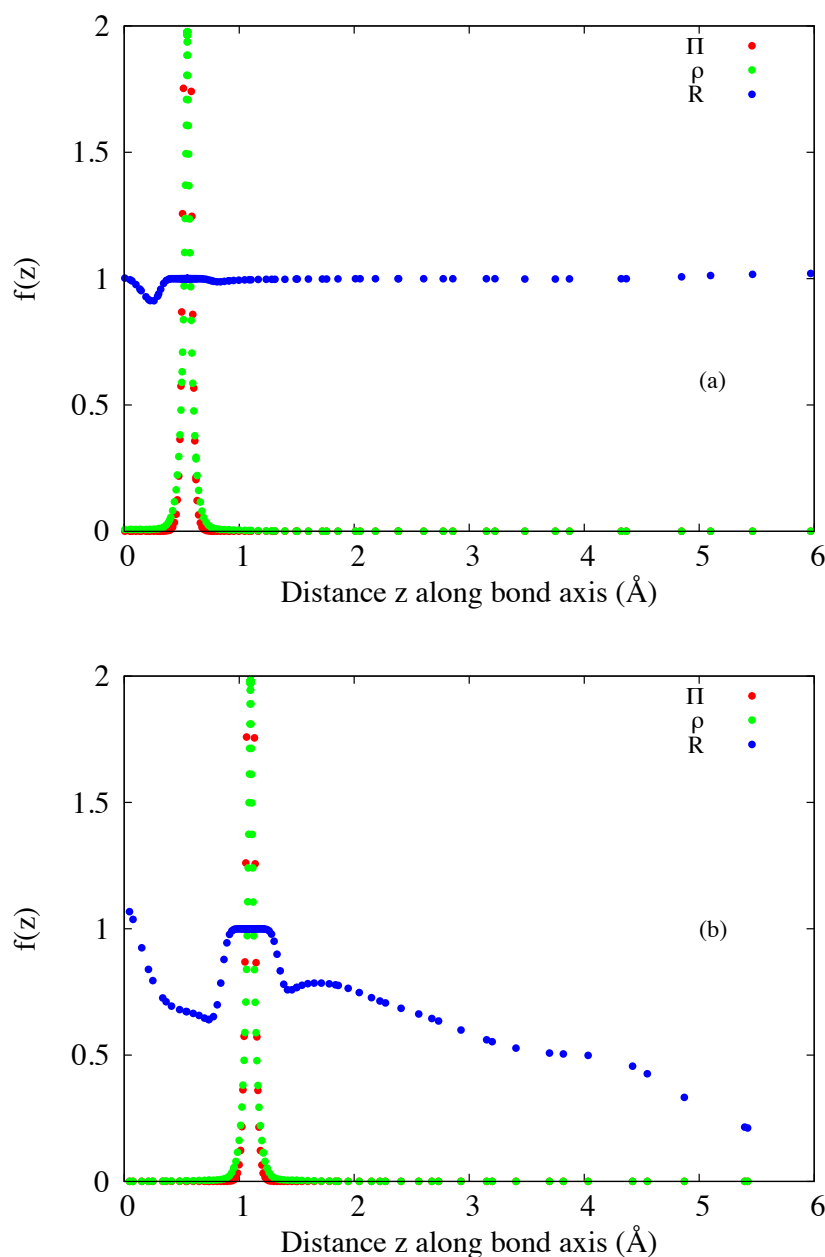 2
Π
ρ
R
1.5
f(z)
1
(a)
0.5
0
0 1 2 3 4 5 6
Distance z along bond axis (Å)
2
Π
ρ
R
1.5
f(z)
1
(b)
0.5
0
0 1 2 3 4 5 6
Distance z along bond axis (Å)